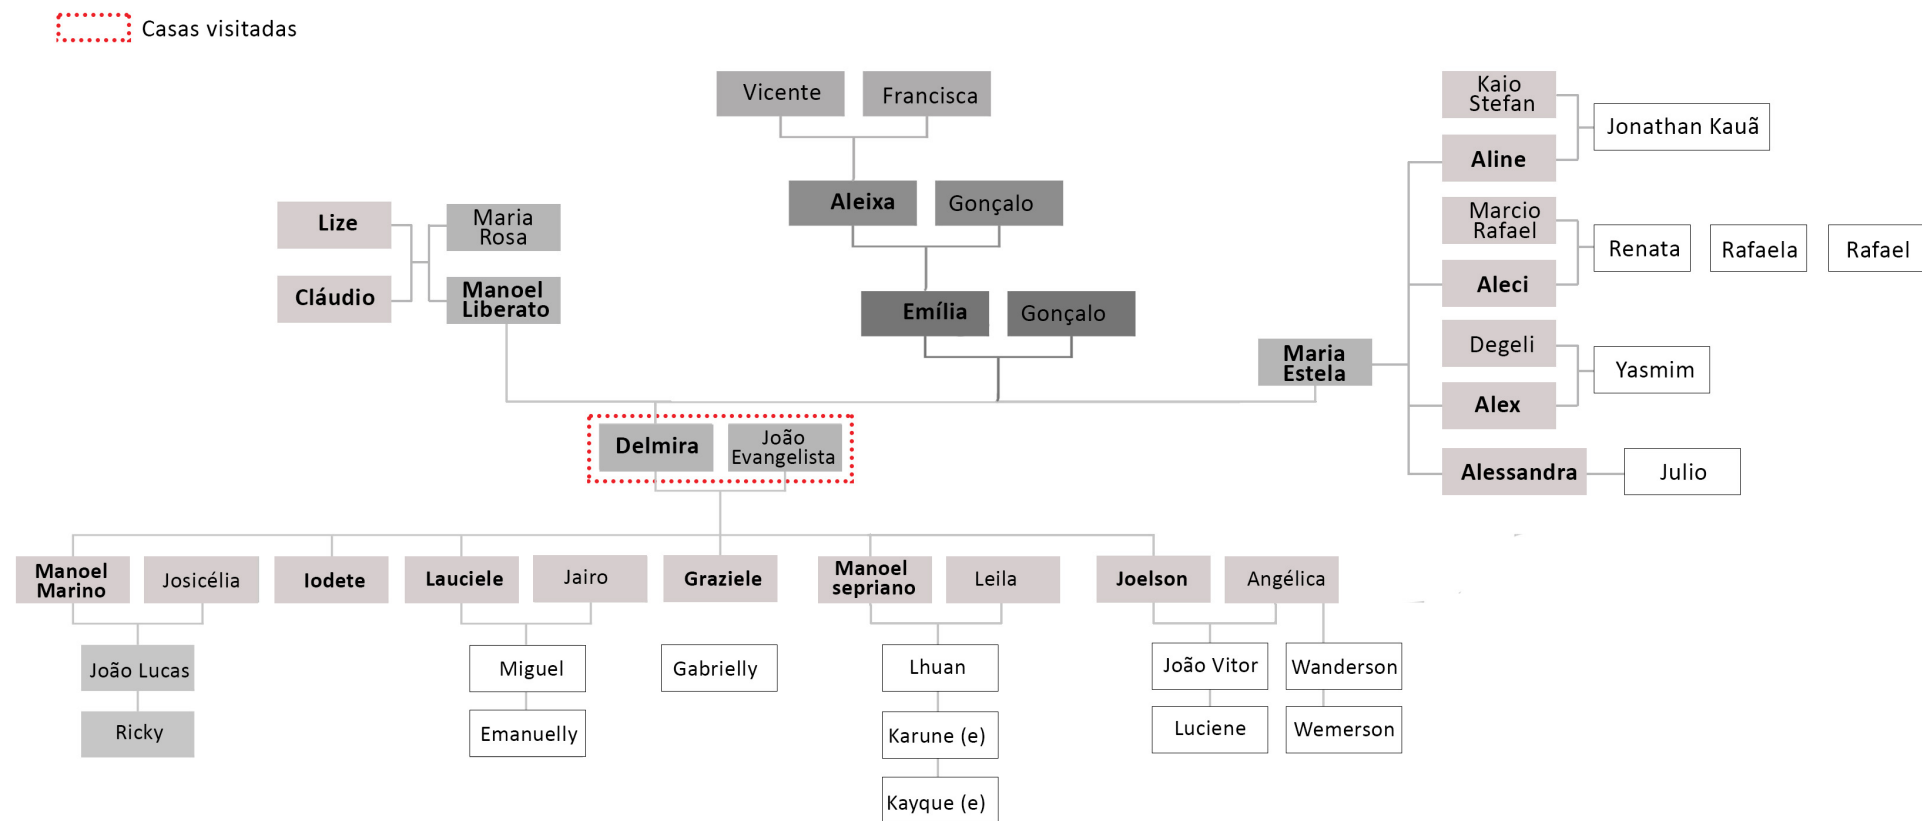 Casas visitadas
Vicente
Francisca
Kaio
Stefan
Jonathan Kauã
Aline
Aleixa
Gonçalo
Lize
Maria
Rosa
Marcio
Rafael
Renata
Rafaela
Rafael
Cláudio
Manoel
Liberato
Aleci
Emília
Gonçalo
Degeli
Maria
Estela
Yasmim
Alex
Delmira
João
Evangelista
Alessandra
Julio
Manoel
Marino
Josicélia
Iodete
Lauciele
Jairo
Graziele
Manoel
sepriano
Leila
Joelson
Angélica
João Lucas
Miguel
Gabrielly
Lhuan
João Vitor
Wanderson
Ricky
Emanuelly
Karune (e)
Luciene
Wemerson
Kayque (e)